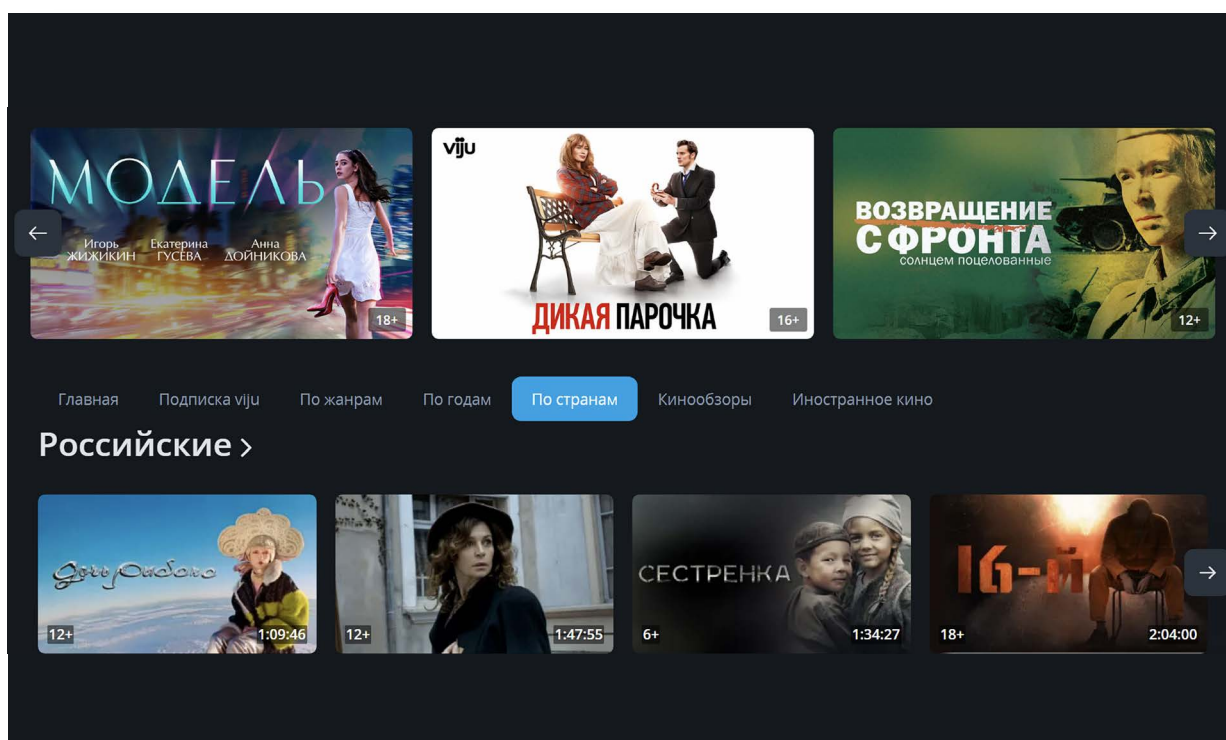 МОДЕЛЬ
Игорь ЖИЖИКИН
Екатерина ГУСЕВА
Анна ДОЙНИКОВА
18+
viju
ДИКАЯ ПАРОЧКА
16+
ВОЗВРАЩЕНИЕ
С ФРОНТА
солнцем поцелованные
12+
Главная Подписка viju По жанрам По годам По странам Кинообзоры Иностранное кино
Российские >
Дочь рыбака
12+ 1:09:46
12+ 1:47:55
СЕСТРЕНКА
6+ 1:34:27
16-й
18+ 2:04:00